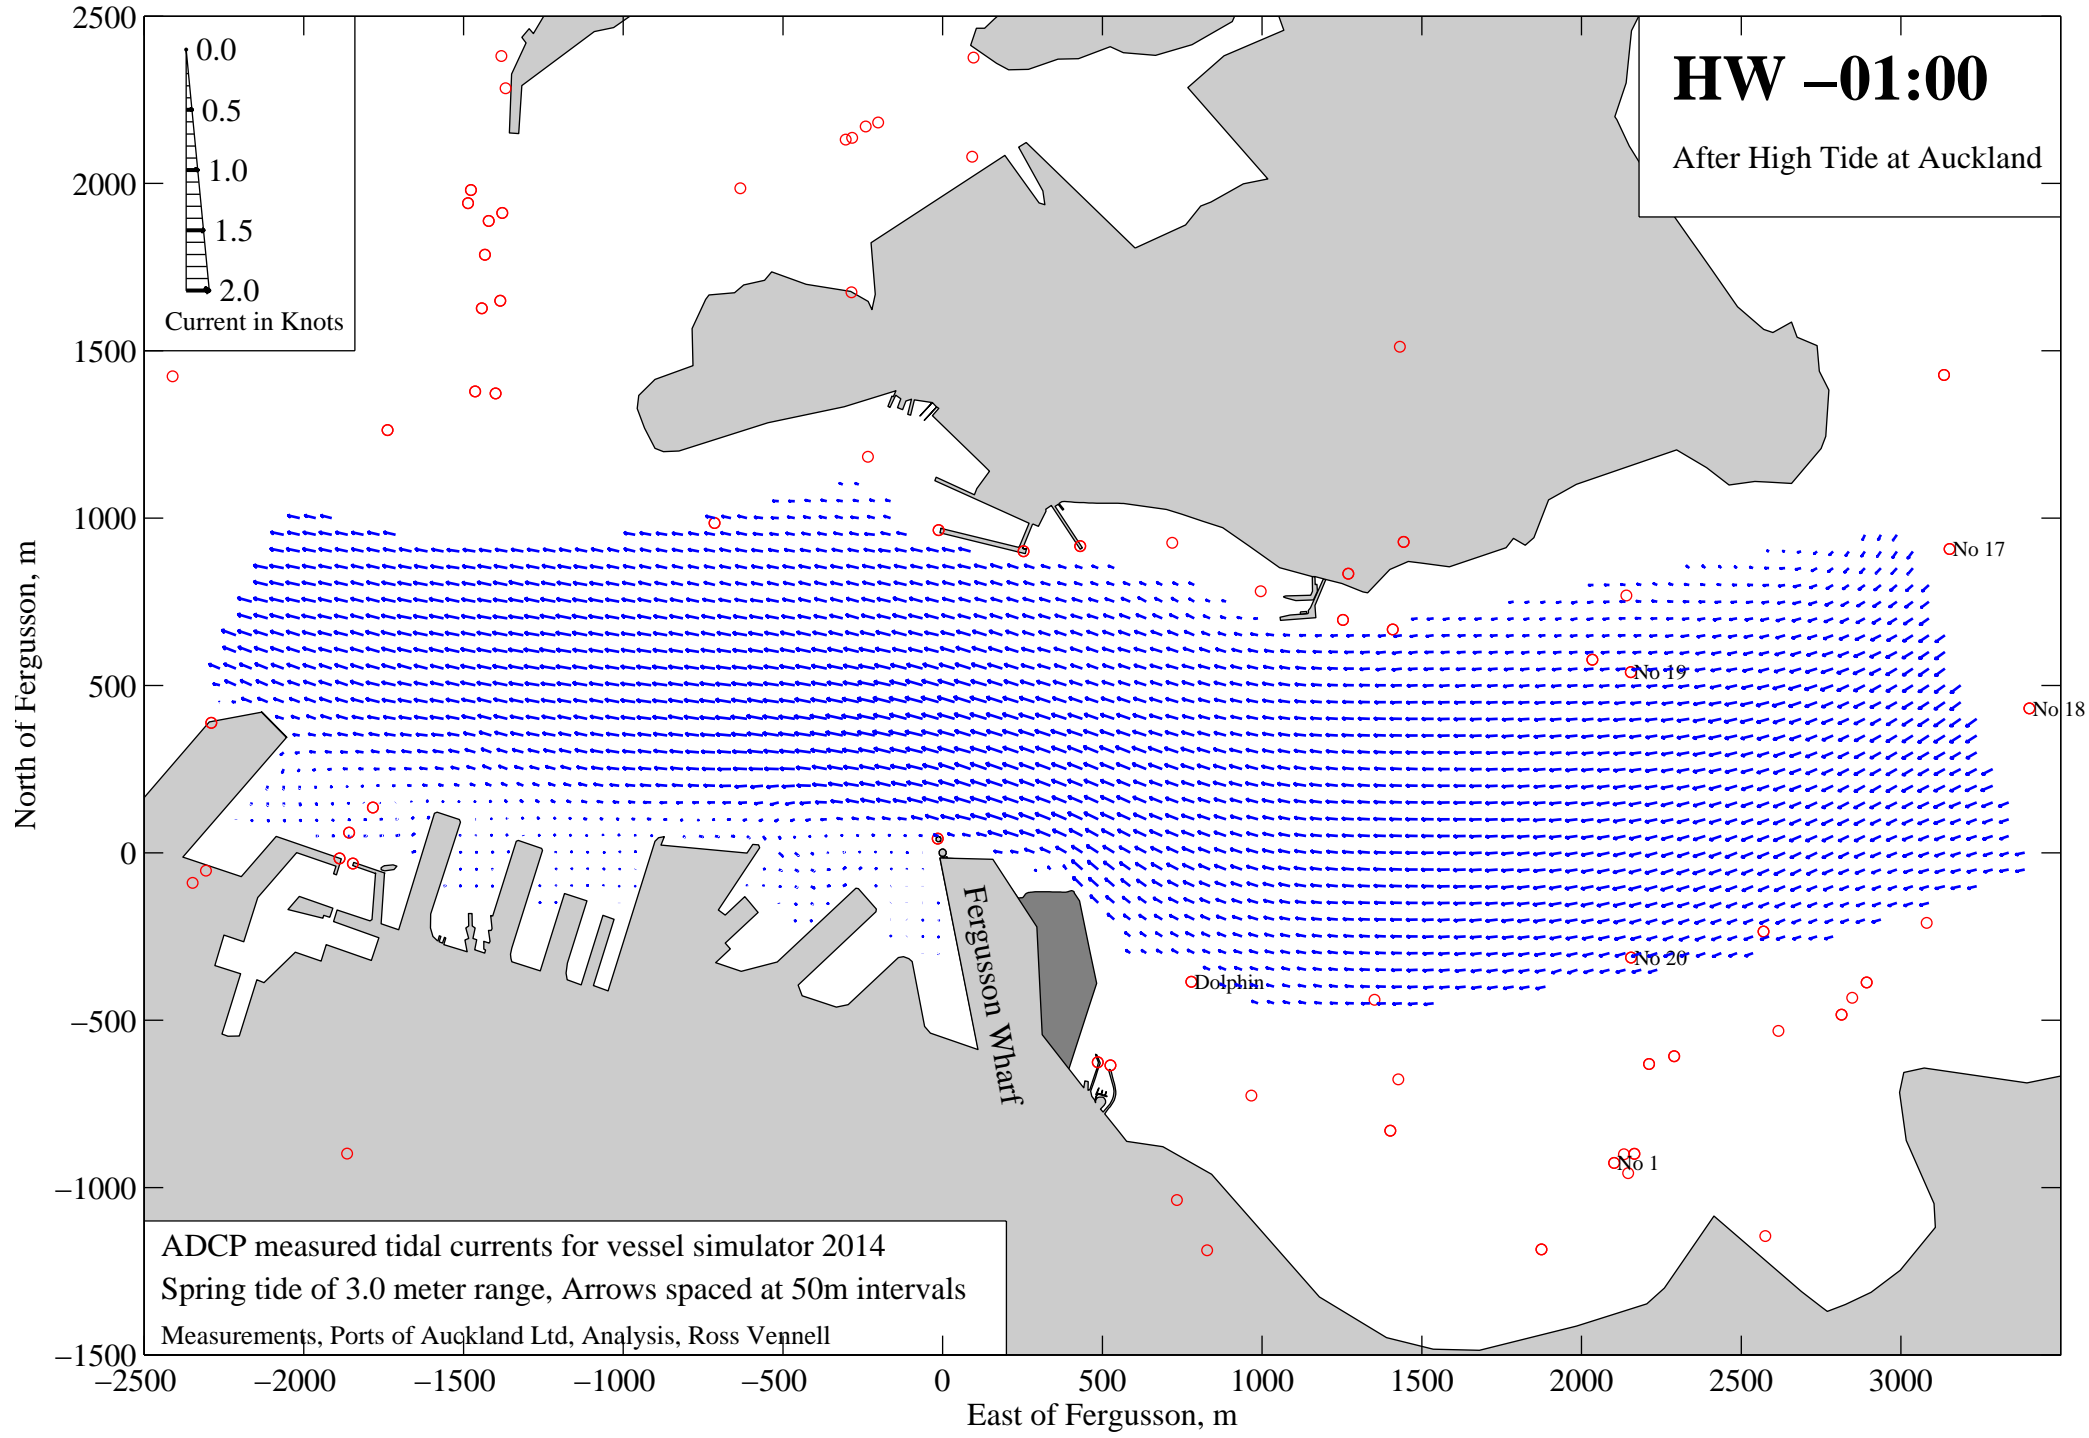 2500
2000
1500
1000
500
0
−500
−1000
−1500
North of Fergusson, m
0.0
0.5
1.0
1.5
2.0
Current in Knots
HW −01:00
After High Tide at Auckland
No 17
No 19
No 18
No 20
Dolphin
No 1
Fergusson Wharf
ADCP measured tidal currents for vessel simulator 2014
Spring tide of 3.0 meter range, Arrows spaced at 50m intervals
Measurements, Ports of Auckland Ltd, Analysis, Ross Vennell
−2500 −2000 −1500 −1000 −500 0 500 1000 1500 2000 2500 3000
East of Fergusson, m